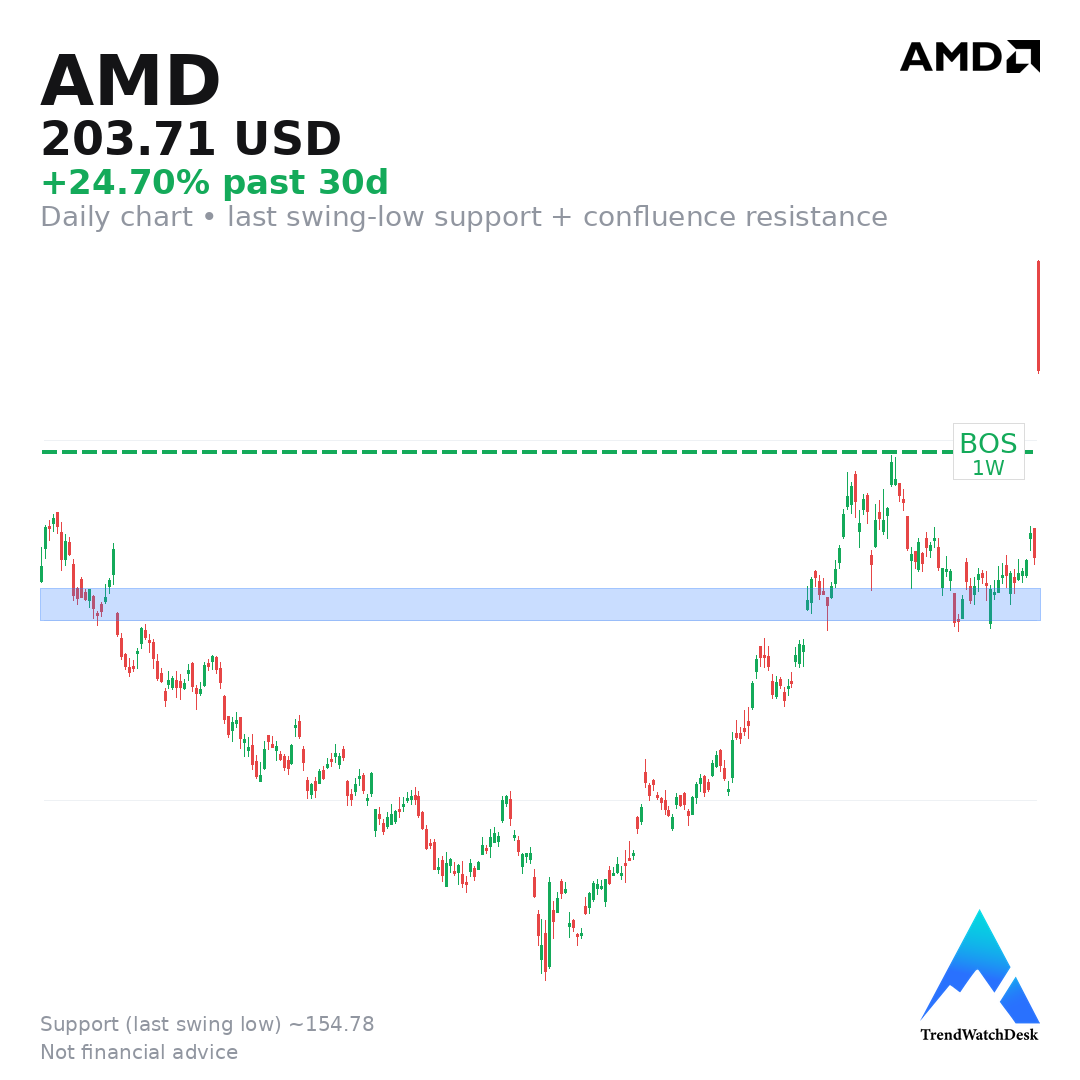 AMD
AMD
203.71 USD
+24.70% past 30d
Daily chart • last swing-low support + confluence resistance
BOS
1W
Support (last swing low) ~154.78
Not financial advice
TrendWatchDesk